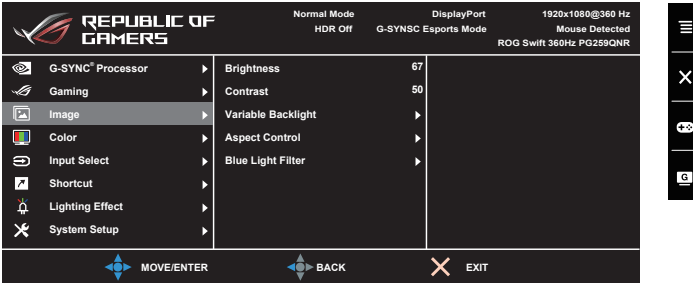 REPUBLIC OF
GAMERS
Normal Mode DisplayPort 1920x1080@360 Hz
HDR Off G-SYNSC Esports Mode Mouse Detected
ROG Swift 360Hz PG259QNR
G-SYNC® Processor
Gaming
Image
Color
Input Select
Shortcut
Lighting Effect
System Setup
Brightness 67
Contrast 50
Variable Backlight
Aspect Control
Blue Light Filter
MOVE/ENTER BACK EXIT
G